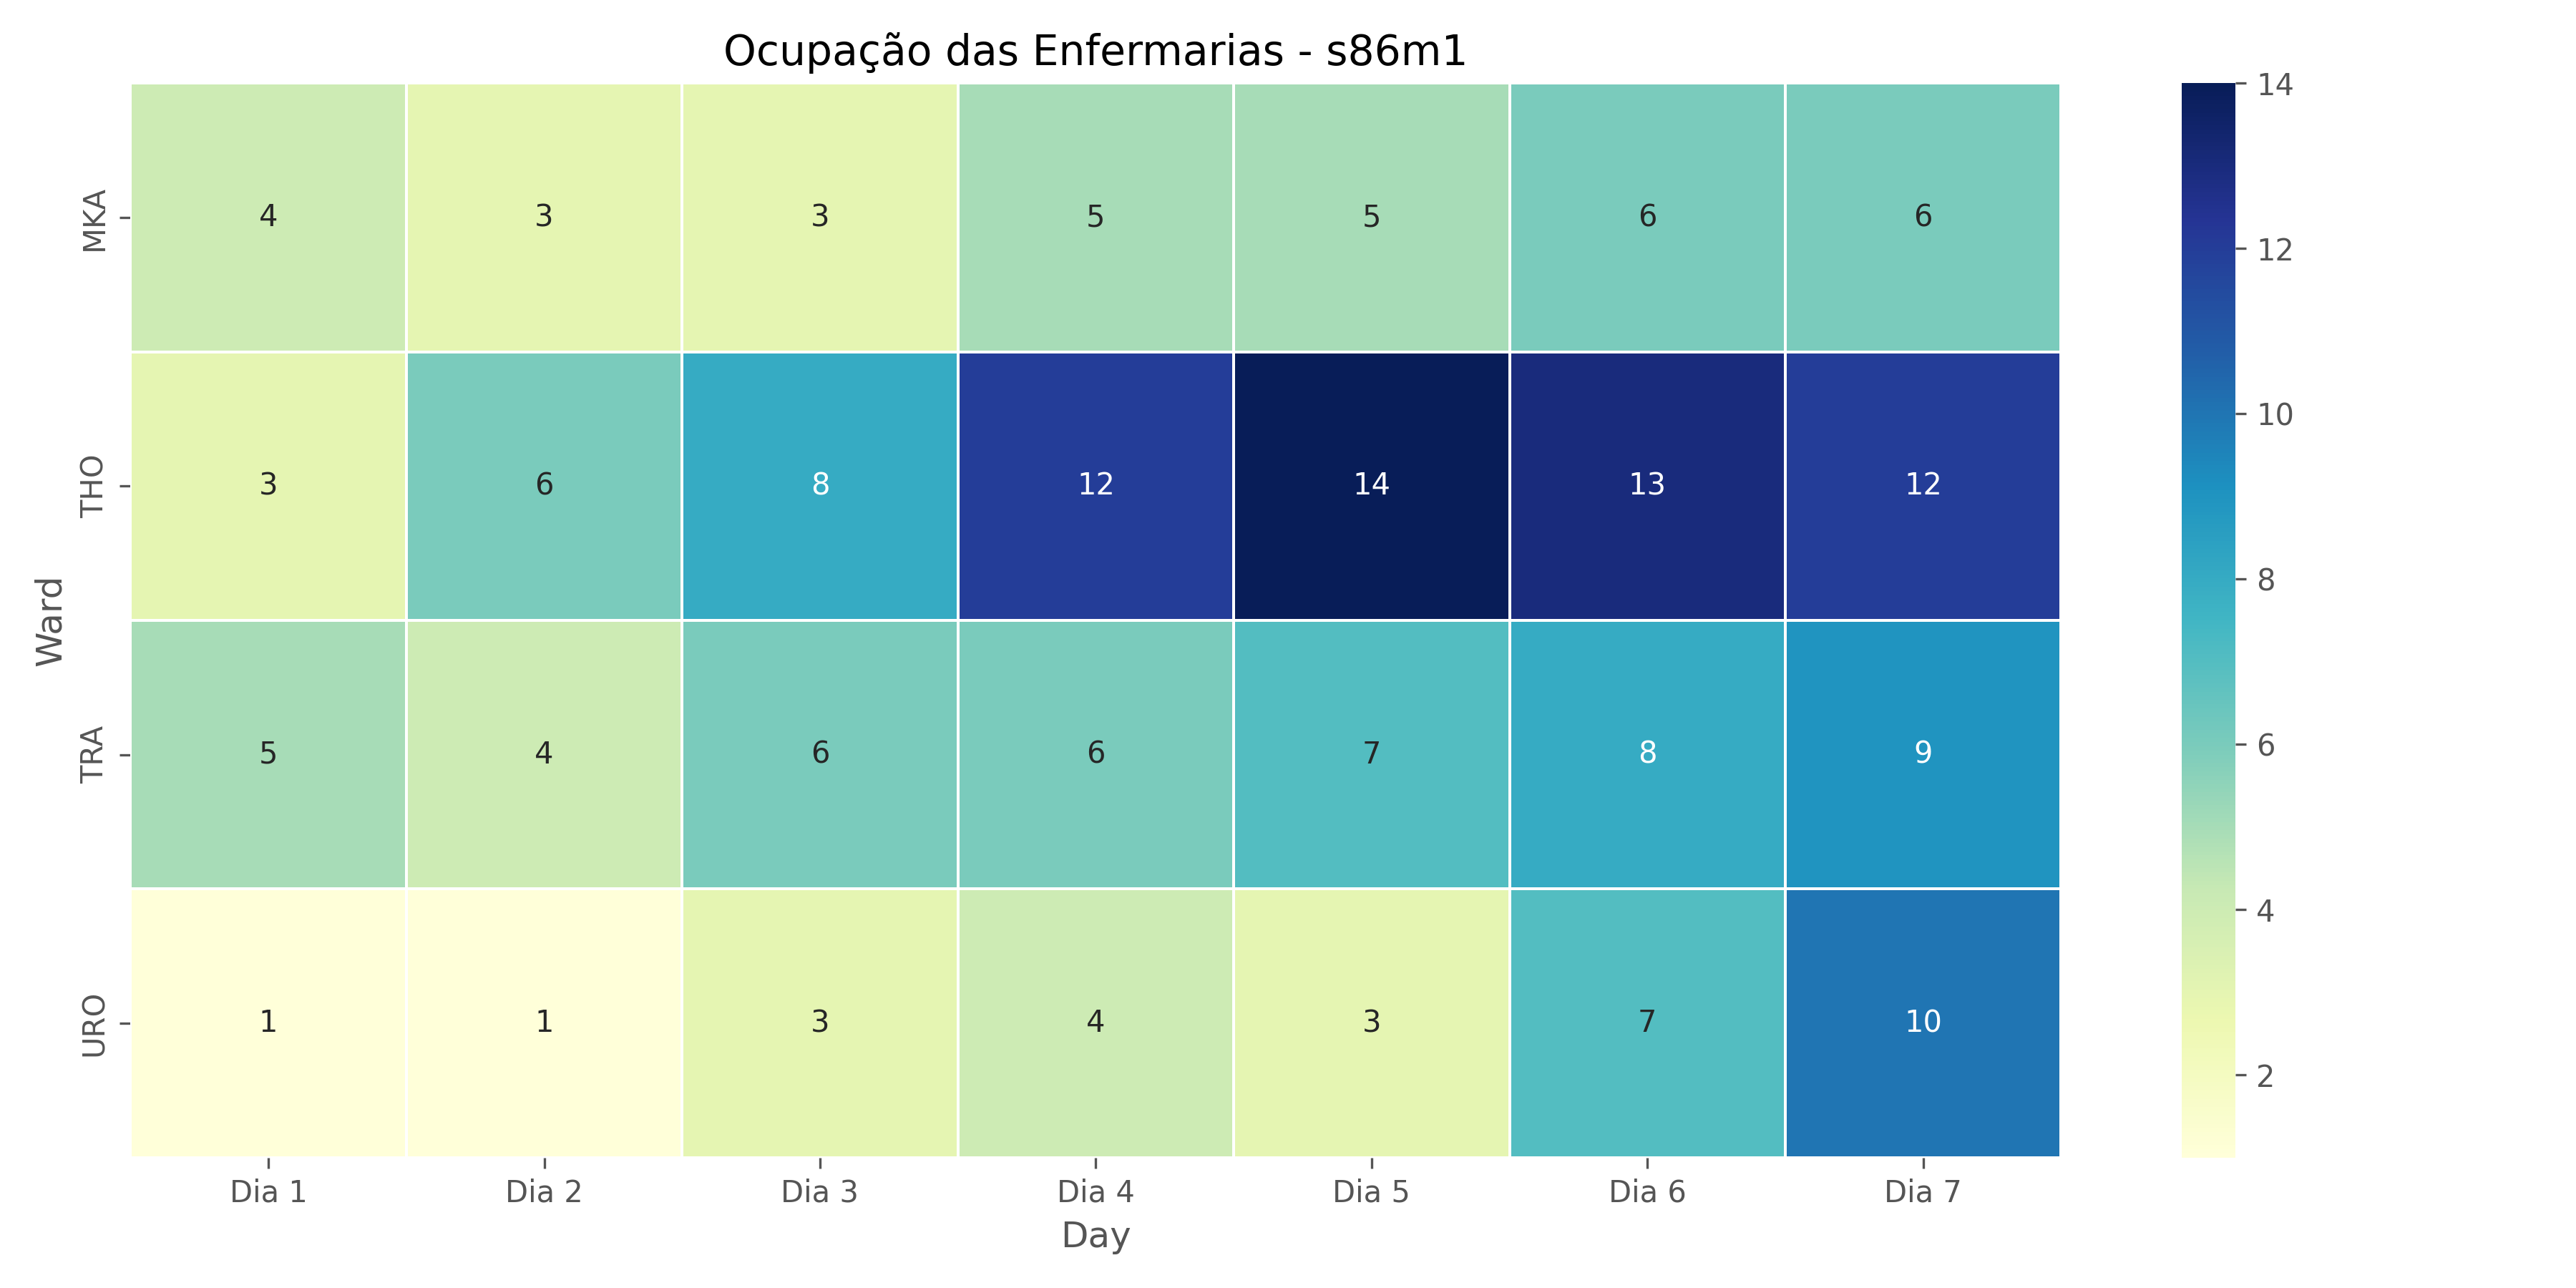 Ocupação das Enfermarias - s86m1
Ward
MKA 4 3 3 5 5 6 6
THO 3 6 8 12 14 13 12
TRA 5 4 6 6 7 8 9
URO 1 1 3 4 3 7 10
Dia 1 Dia 2 Dia 3 Dia 4 Dia 5 Dia 6 Dia 7
Day
14
12
10
8
6
4
2